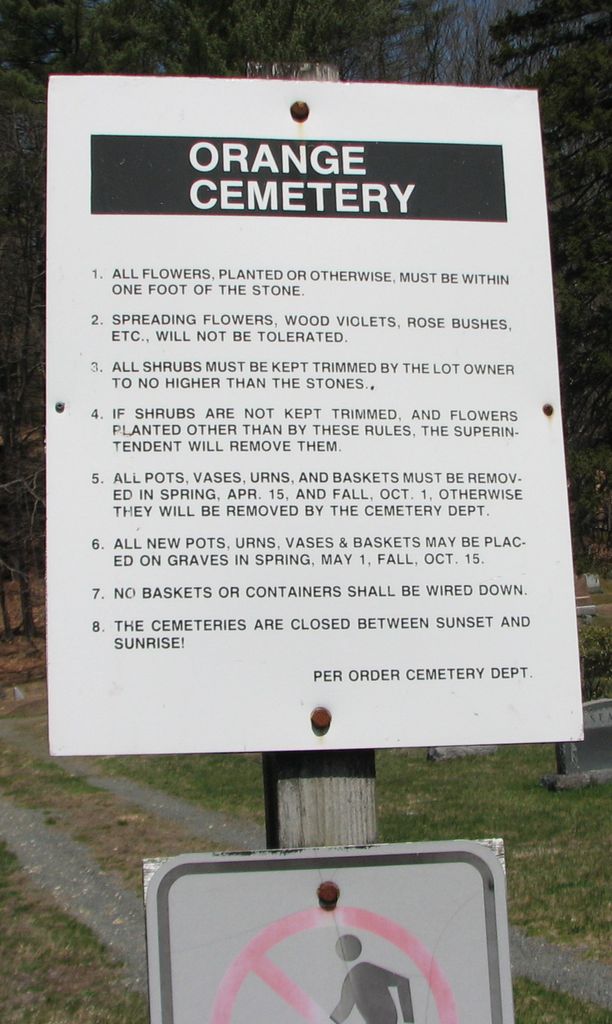 ORANGE
CEMETERY
1. ALL FLOWERS, PLANTED OR OTHERWISE, MUST BE WITHIN
ONE FOOT OF THE STONE.
2. SPREADING FLOWERS, WOOD VIOLETS, ROSE BUSHES,
ETC., WILL NOT BE TOLERATED.
3. ALL SHRUBS MUST BE KEPT TRIMMED BY THE LOT OWNER
TO NO HIGHER THAN THE STONES.
4. IF SHRUBS ARE NOT KEPT TRIMMED, AND FLOWERS
PLANTED OTHER THAN BY THESE RULES, THE SUPERIN-
TENDENT WILL REMOVE THEM.
5. ALL POTS, VASES, URNS, AND BASKETS MUST BE REMOV-
ED IN SPRING, APR. 15, AND FALL, OCT. 1, OTHERWISE
THEY WILL BE REMOVED BY THE CEMETERY DEPT.
6. ALL NEW POTS, URNS, VASES & BASKETS MAY BE PLAC-
ED ON GRAVES IN SPRING, MAY 1, FALL, OCT. 15.
7. NO BASKETS OR CONTAINERS SHALL BE WIRED DOWN.
8. THE CEMETERIES ARE CLOSED BETWEEN SUNSET AND
SUNRISE!
PER ORDER CEMETERY DEPT.